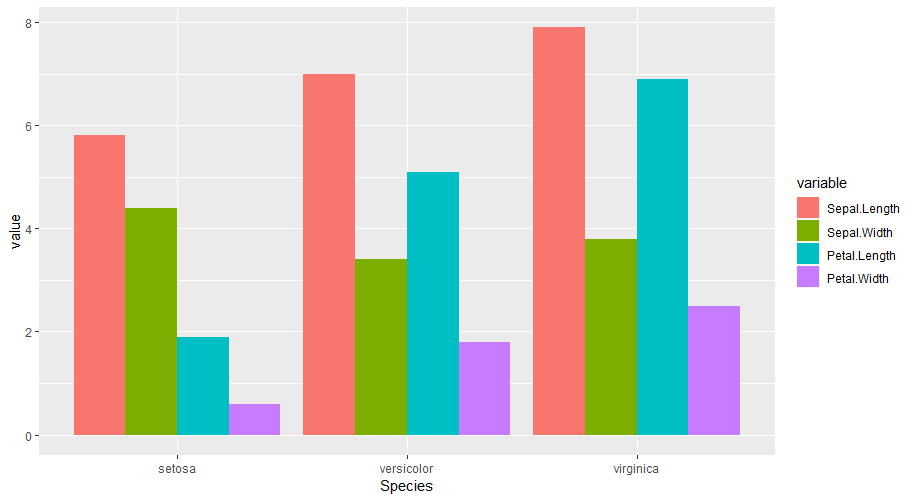 8
6
4
2
0
value
setosa
versicolor
virginica
Species
variable
Sepal.Length
Sepal.Width
Petal.Length
Petal.Width